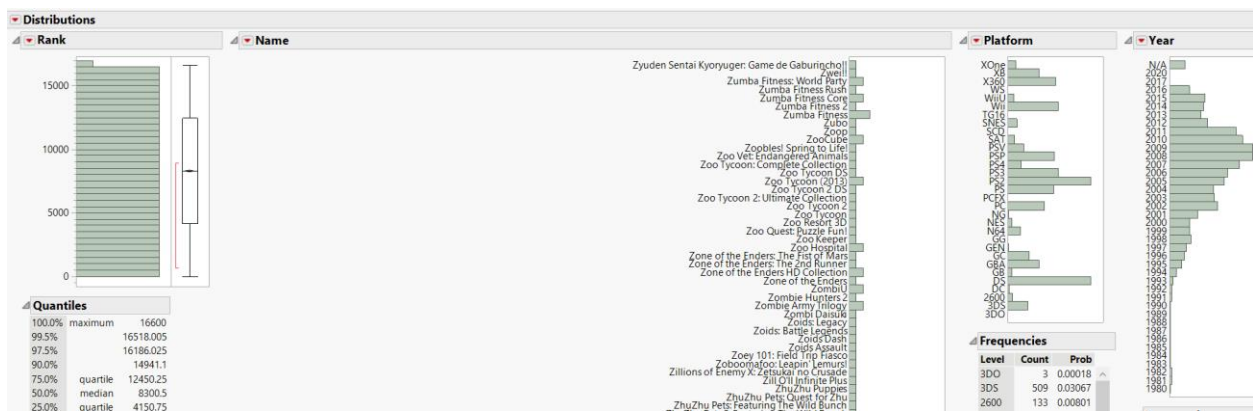 Distributions
Rank
15000
10000
5000
0
Quantiles
100.0% maximum 16600
99.5% 16518.005
97.5% 16186.025
90.0% 14941.1
75.0% quartile 12450.25
50.0% median 8300.5
25.0% quartile 4150.75
Name
Zyuden Sentai Kyoryuger: Game de Gaburincho!!
Zwei!!
Zumba Fitness: World Party
Zumba Fitness Rush
Zumba Fitness Core
Zumba Fitness 2
Zumba Fitness
Zubo
Zoop
ZooCube
Zoobles! Spring to Life!
Zoo Vet: Endangered Animals
Zoo Tycoon: Complete Collection
Zoo Tycoon DS
Zoo Tycoon (2013)
Zoo Tycoon 2 DS
Zoo Tycoon 2: Ultimate Collection
Zoo Tycoon 2
Zoo Tycoon
Zoo Resort 3D
Zoo Quest: Puzzle Fun!
Zoo Keeper
Zoo Hospital
Zone of the Enders: The Fist of Mars
Zone of the Enders: The 2nd Runner
Zone of the Enders HD Collection
Zone of the Enders
ZombiU
Zombie Hunters 2
Zombie Army Trilogy
Zombi Daisuki
Zoids: Legacy
Zoids: Battle Legends
Zoids Dash
Zoids Assault
Zoey 101: Field Trip Fiasco
Zoboomafoo: Leapin' Lemurs!
Zillions of Enemy X: Zetsukai no Crusade
Zill O'll Infinite Plus
ZhuZhu Puppies
ZhuZhu Pets: Quest for Zhu
ZhuZhu Pets: Featuring The Wild Bunch
Platform
XOne
XB
X360
WS
WiiU
Wii
TG16
SNES
SCD
SAT
PSV
PSP
PS4
PS3
PS2
PS
PCFX
PC
NG
NES
N64
GG
GEN
GC
GBA
GB
DS
DC
2600
3DS
3DO
Frequencies
Level Count Prob
3DO 3 0.00018
3DS 509 0.03067
2600 133 0.00801
Year
N/A
2020
2017
2016
2015
2014
2013
2012
2011
2010
2009
2008
2007
2006
2005
2004
2003
2002
2001
2000
1999
1998
1997
1996
1995
1994
1993
1992
1991
1990
1989
1988
1987
1986
1985
1984
1983
1982
1981
1980